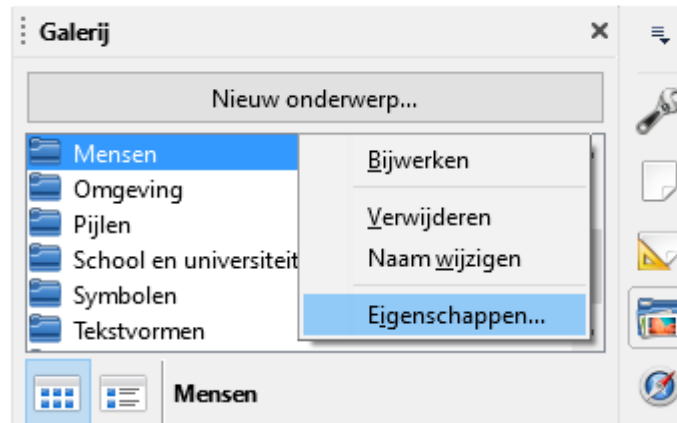 Galerij
Nieuw onderwerp...
Mensen
Omgeving
Pijlen
School en universiteit
Symbolen
Tekstvormen
Bijwerken
Verwijderen
Naam wijzigen
Eigenschappen...
Mensen